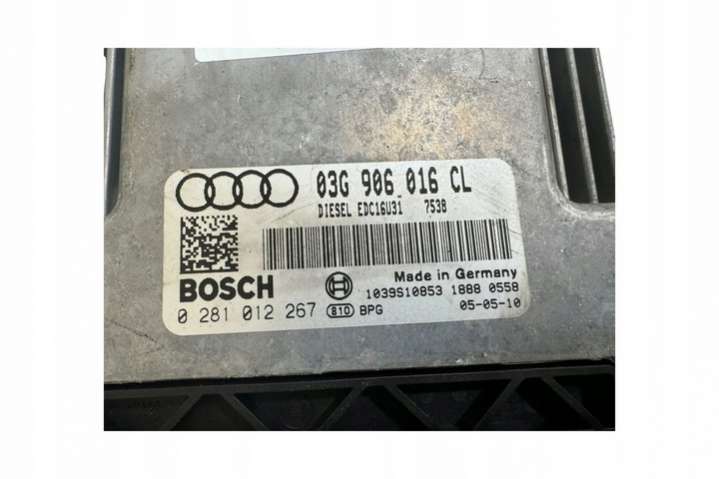 03G 906 016 CL
DIESEL EDC16U31 7538
Made in Germany
BOSCH
1039S10853 1888 0558
0 281 012 267 810 BPG 05-05-10